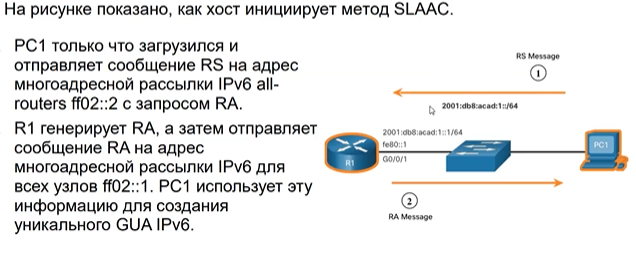 На рисунке показано, как хост инициирует метод SLAAC.
PC1 только что загрузился и
отправляет сообщение RS на адрес
многоадресной рассылки IPv6 all-
routers ff02::2 с запросом RA.
R1 генерирует RA, а затем отправляет
сообщение RA на адрес
многоадресной рассылки IPv6 для
всех узлов ff02::1. PC1 использует эту
информацию для создания
уникального GUA IPv6.
RS Message
1
2001:db8:acad:1::/64
2001:db8:acad:1::1/64
fe80::1
G0/0/1
R1
PC1
2
RA Message